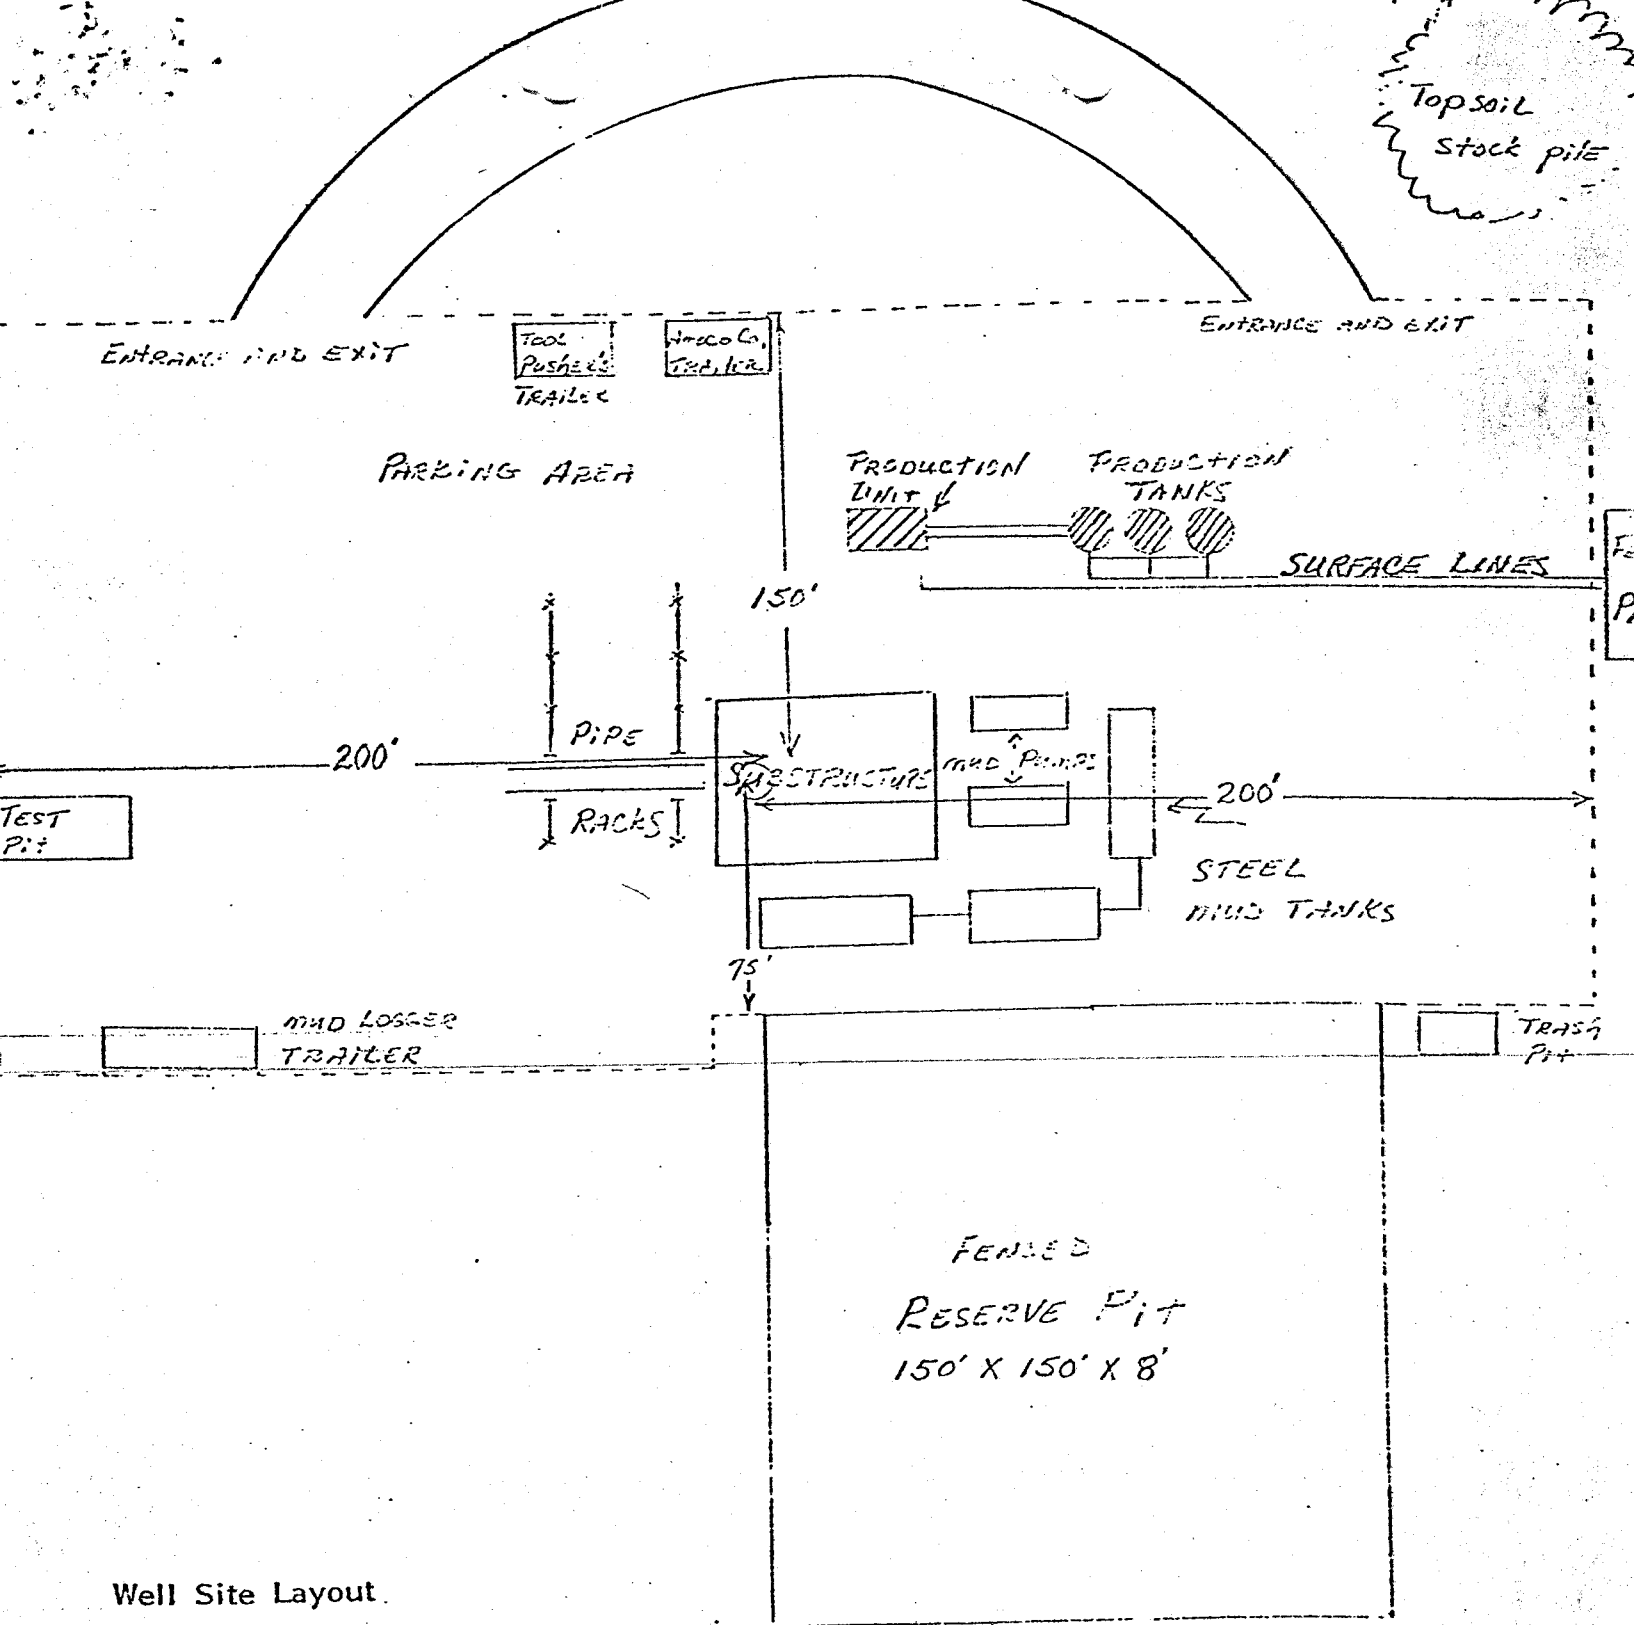 Topsoil
Stock pile
ENTRANCE AND EXIT
TOOL
PUSHER'S
TRAILER
TRAILER
ENTRANCE AND EXIT
PARKING AREA
PRODUCTION
UNIT
PRODUCTION
TANKS
SURFACE LINES
150'
PIPE
200'
SUBSTRUCTURE
MUD PUMPS
200'
TEST
Pit
RACKS
STEEL
MUD TANKS
75'
MUD LOGGER
TRAILER
TRASH
Pit
FENSED
RESERVE Pit
150' X 150' X 8'
Well Site Layout